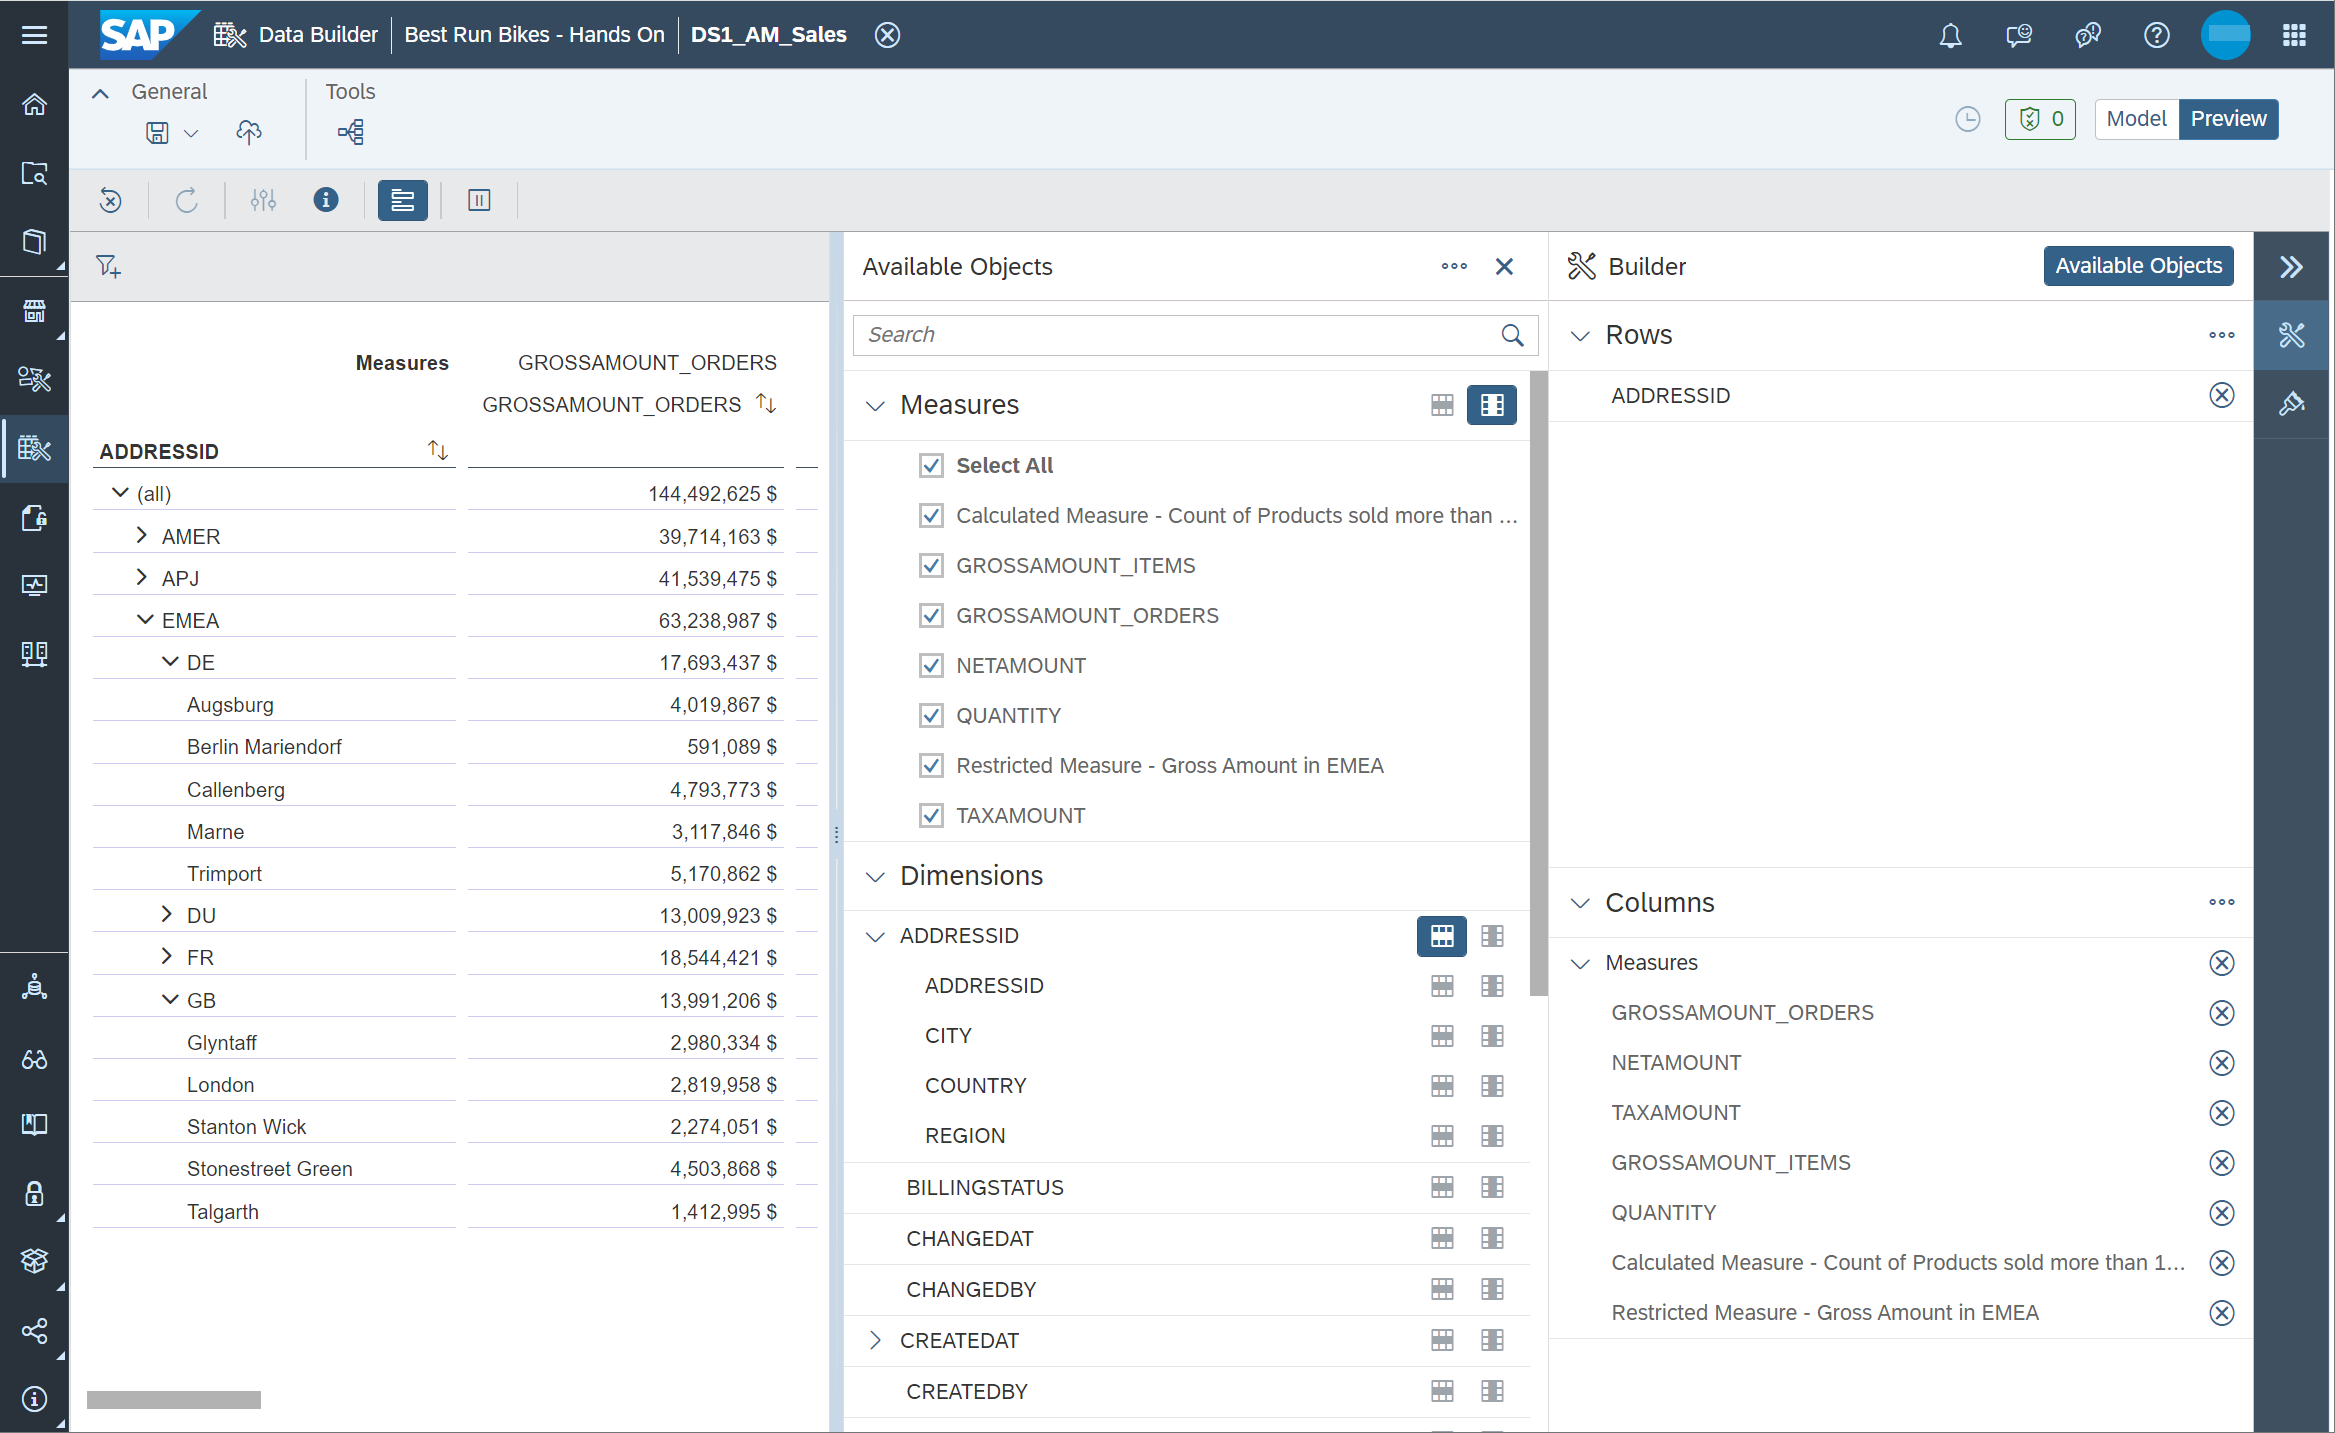 SAP Data Builder Best Run Bikes - Hands On DS1_AM_Sales
General Tools
0 Model Preview
Measures GROSSAMOUNT_ORDERS
GROSSAMOUNT_ORDERS
ADDRESSID
(all) 144,492,625 $
AMER 39,714,163 $
APJ 41,539,475 $
EMEA 63,238,987 $
DE 17,693,437 $
Augsburg 4,019,867 $
Berlin Mariendorf 591,089 $
Callenberg 4,793,773 $
Marne 3,117,846 $
Trimport 5,170,862 $
DU 13,009,923 $
FR 18,544,421 $
GB 13,991,206 $
Glyntaff 2,980,334 $
London 2,819,958 $
Stanton Wick 2,274,051 $
Stonestreet Green 4,503,868 $
Talgarth 1,412,995 $
Available Objects
Search
Measures
Select All
Calculated Measure - Count of Products sold more than ...
GROSSAMOUNT_ITEMS
GROSSAMOUNT_ORDERS
NETAMOUNT
QUANTITY
Restricted Measure - Gross Amount in EMEA
TAXAMOUNT
Dimensions
ADDRESSID
ADDRESSID
CITY
COUNTRY
REGION
BILLINGSTATUS
CHANGEDAT
CHANGEDBY
CREATEDAT
CREATEDBY
Builder Available Objects
Rows
ADDRESSID
Columns
Measures
GROSSAMOUNT_ORDERS
NETAMOUNT
TAXAMOUNT
GROSSAMOUNT_ITEMS
QUANTITY
Calculated Measure - Count of Products sold more than 1...
Restricted Measure - Gross Amount in EMEA